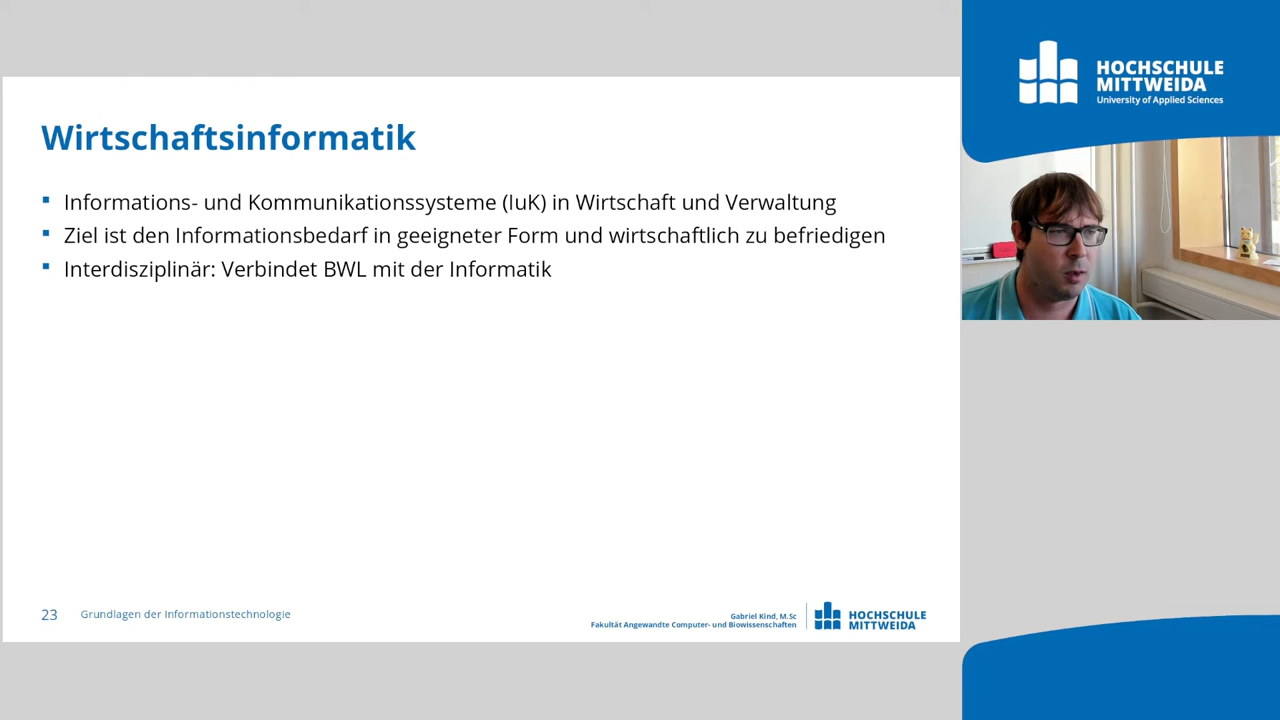 Wirtschaftsinformatik
Informations- und Kommunikationssysteme (IuK) in Wirtschaft und Verwaltung
Ziel ist den Informationsbedarf in geeigneter Form und wirtschaftlich zu befriedigen
Interdisziplinär: Verbindet BWL mit der Informatik
23
Grundlagen der Informationstechnologie
Gabriel Kind, M.Sc
Fakultät Angewandte Computer- und Biowissenschaften
HOCHSCHULE
MITTWEIDA
HOCHSCHULE
MITTWEIDA
University of Applied Sciences